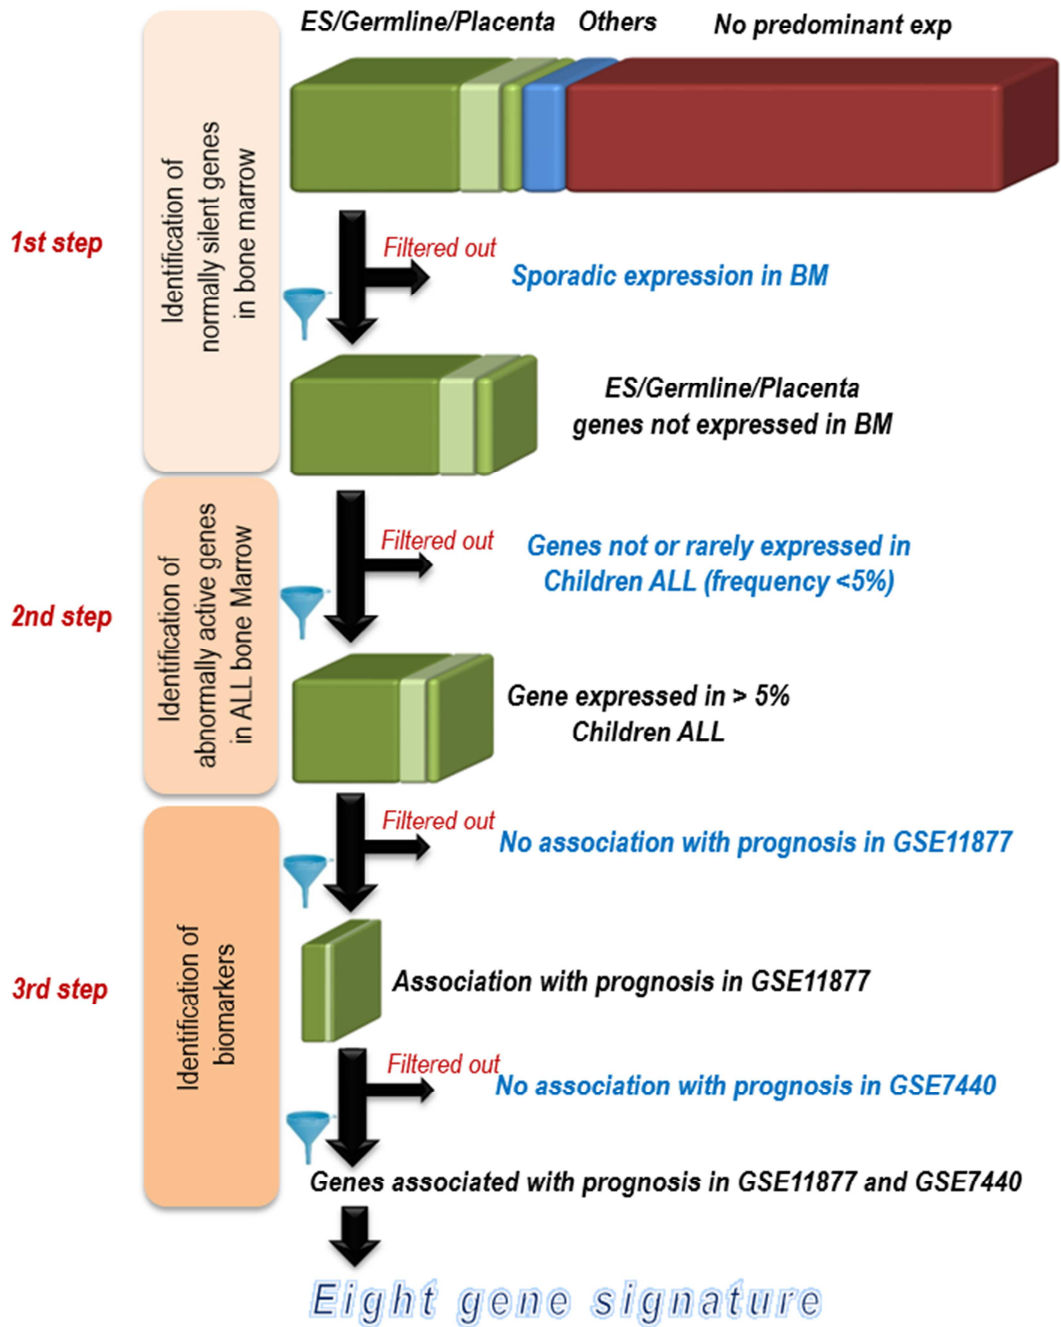 ES/Germline/Placenta Others No predominant exp
1st step
Identification of
normally silent genes
in bone marrow
Filtered out
Sporadic expression in BM
ES/Germline/Placenta
genes not expressed in BM
2nd step
Identification of
abnormally active genes
in ALL bone Marrow
Filtered out
Genes not or rarely expressed in
Children ALL (frequency <5%)
Gene expressed in > 5%
Children ALL
3rd step
Identification of
biomarkers
Filtered out
No association with prognosis in GSE11877
Association with prognosis in GSE11877
Filtered out
No association with prognosis in GSE7440
Genes associated with prognosis in GSE11877 and GSE7440
Eight gene signature